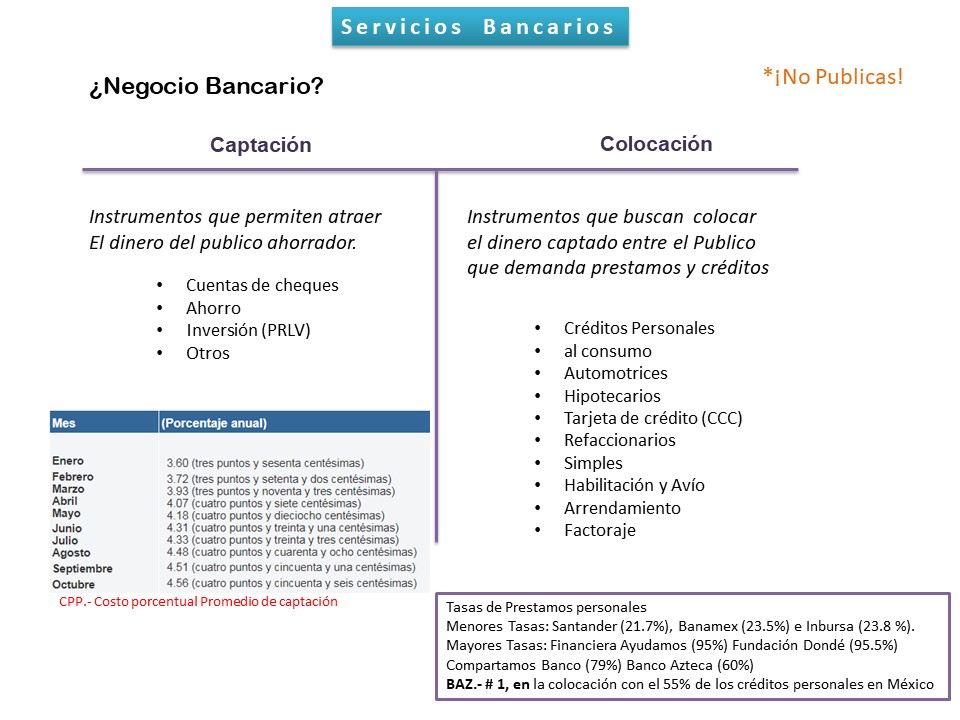 Servicios Bancarios
¿Negocio Bancario?
*¡No Publicas!
Captación
Instrumentos que permiten atraer
El dinero del publico ahorrador.
• Cuentas de cheques
• Ahorro
• Inversión (PRLV)
• Otros
Mes (Porcentaje anual)
Enero 3.60 (tres puntos y sesenta centésimas)
Febrero 3.72 (tres puntos y setenta y dos centésimas)
Marzo 3.93 (tres puntos y noventa y tres centésimas)
Abril 4.07 (cuatro puntos y siete centésimas)
Mayo 4.18 (cuatro puntos y dieciocho centésimas)
Junio 4.31 (cuatro puntos y treinta y una centésimas)
Julio 4.33 (cuatro puntos y treinta y tres centésimas)
Agosto 4.48 (cuatro puntos y cuarenta y ocho centésimas)
Septiembre 4.51 (cuatro puntos y cincuenta y una centésimas)
Octubre 4.56 (cuatro puntos y cincuenta y seis centésimas)
CPP.- Costo porcentual Promedio de captación
Colocación
Instrumentos que buscan colocar
el dinero captado entre el Publico
que demanda prestamos y créditos
• Créditos Personales
• al consumo
• Automotrices
• Hipotecarios
• Tarjeta de crédito (CCC)
• Refaccionarios
• Simples
• Habilitación y Avío
• Arrendamiento
• Factoraje
Tasas de Prestamos personales
Menores Tasas: Santander (21.7%), Banamex (23.5%) e Inbursa (23.8 %).
Mayores Tasas: Financiera Ayudamos (95%) Fundación Dondé (95.5%)
Compartamos Banco (79%) Banco Azteca (60%)
BAZ.- # 1, en la colocación con el 55% de los créditos personales en México